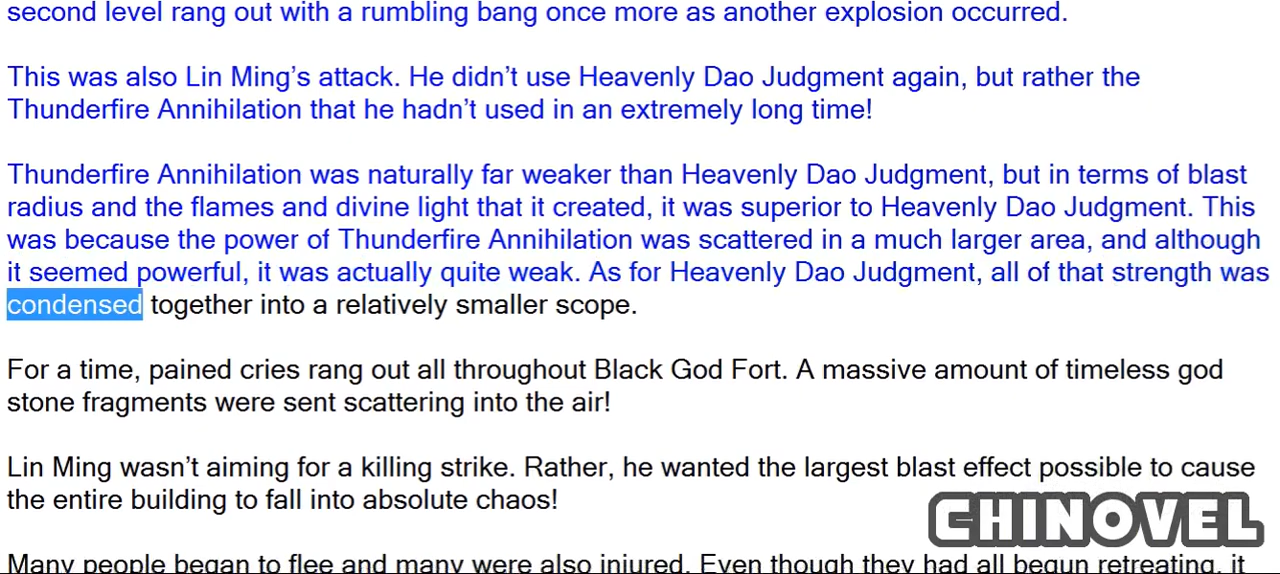 second level rang out with a rumbling bang once more as another explosion occurred.
This was also Lin Ming’s attack. He didn’t use Heavenly Dao Judgment again, but rather the
Thunderfire Annihilation that he hadn’t used in an extremely long time!
Thunderfire Annihilation was naturally far weaker than Heavenly Dao Judgment, but in terms of blast
radius and the flames and divine light that it created, it was superior to Heavenly Dao Judgment. This
was because the power of Thunderfire Annihilation was scattered in a much larger area, and although
it seemed powerful, it was actually quite weak. As for Heavenly Dao Judgment, all of that strength was
condensed together into a relatively smaller scope.
For a time, pained cries rang out all throughout Black God Fort. A massive amount of timeless god
stone fragments were sent scattering into the air!
Lin Ming wasn’t aiming for a killing strike. Rather, he wanted the largest blast effect possible to cause
the entire building to fall into absolute chaos!
CHINOVEL
Many people began to flee and many were also injured. Even though they had all begun retreating, it